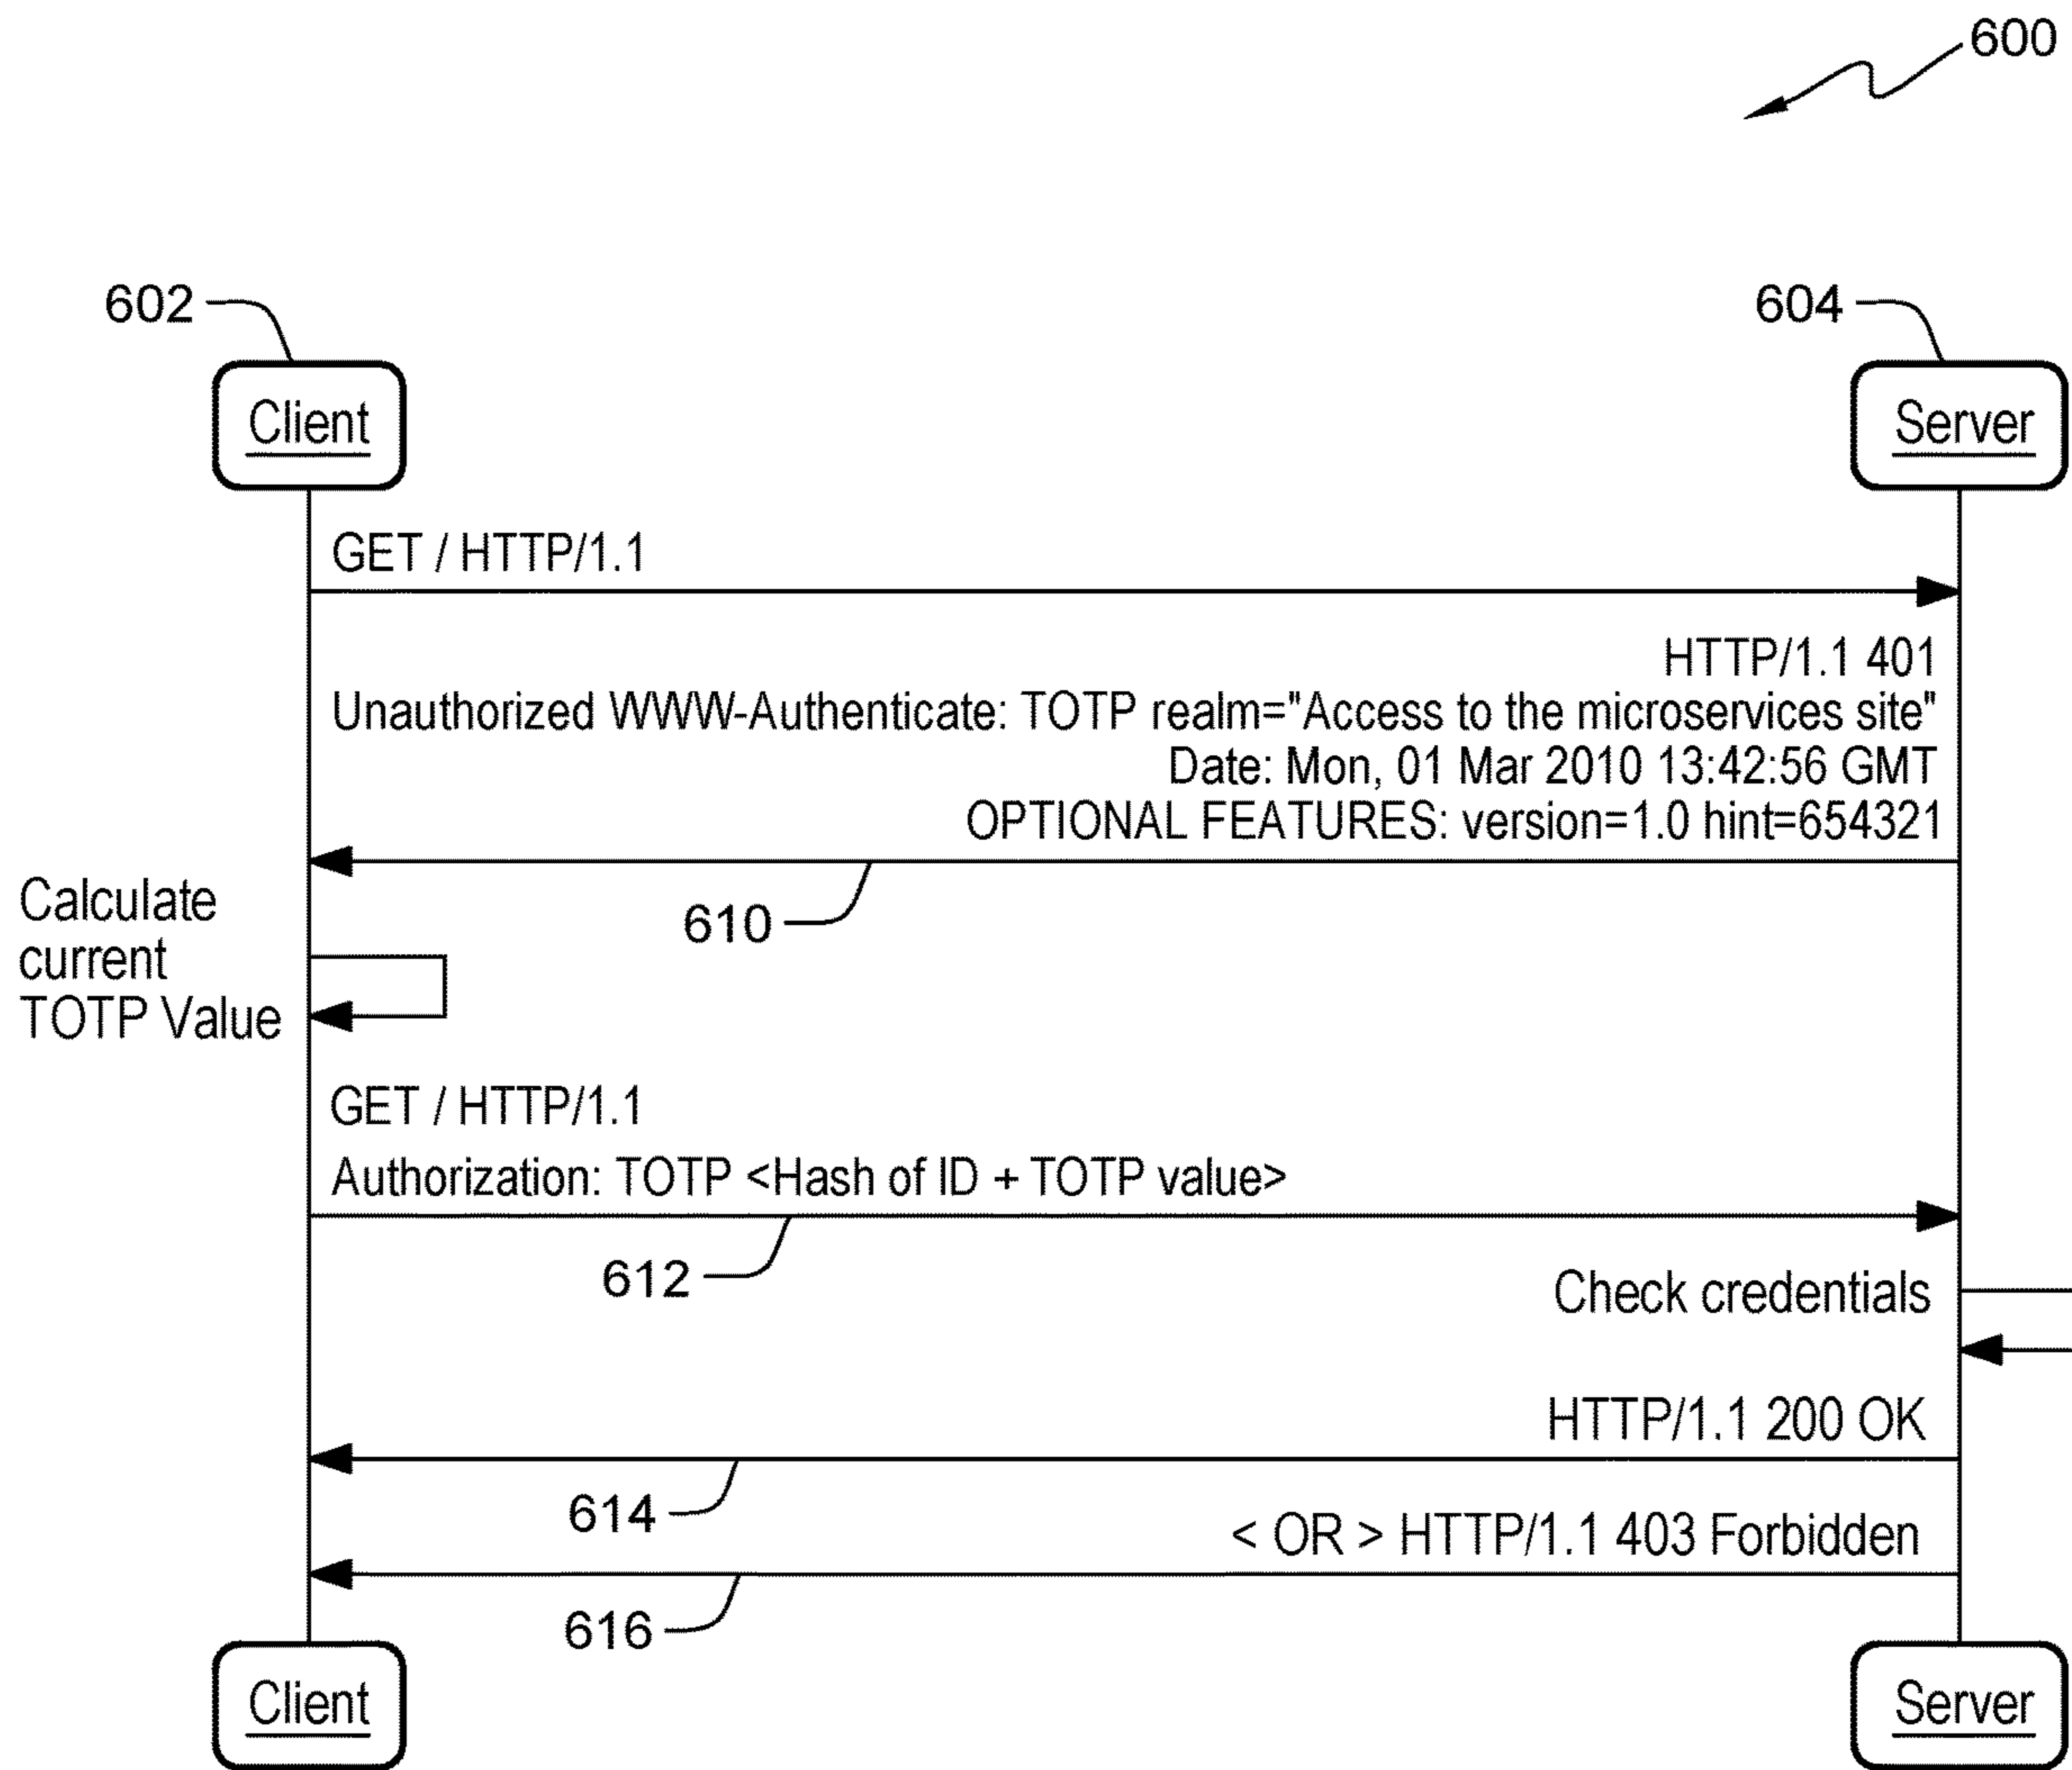 600
602
604
Client
Server
GET / HTTP/1.1
HTTP/1.1 401
Unauthorized WWW-Authenticate: TOTP realm="Access to the microservices site"
Date: Mon, 01 Mar 2010 13:42:56 GMT
OPTIONAL FEATURES: version=1.0 hint=654321
610
Calculate
current
TOTP Value
GET / HTTP/1.1
Authorization: TOTP <Hash of ID + TOTP value>
612
Check credentials
HTTP/1.1 200 OK
614
< OR > HTTP/1.1 403 Forbidden
616
Client
Server